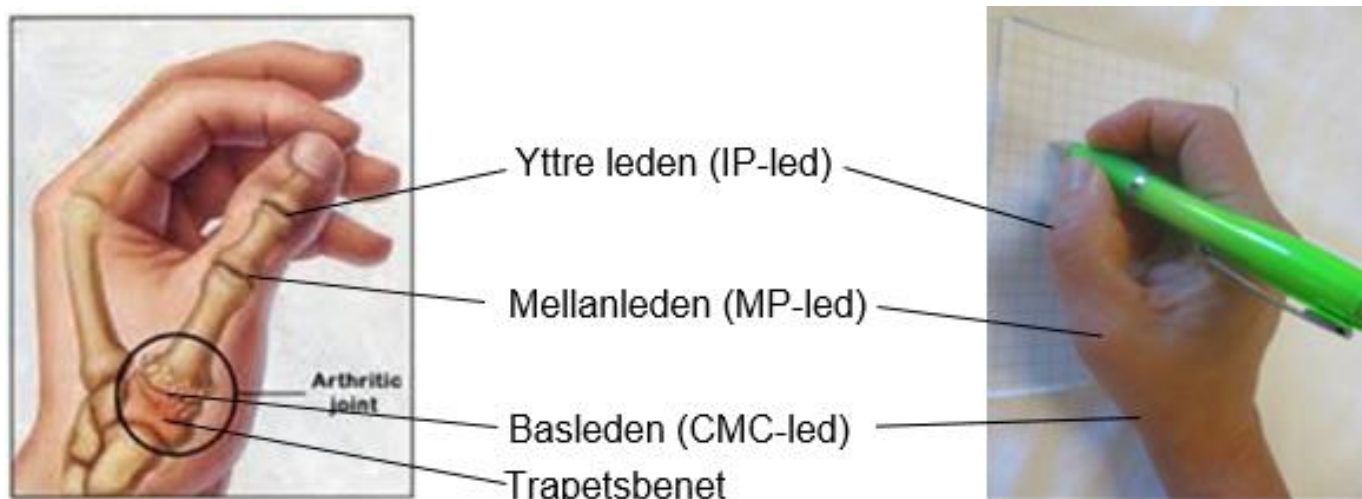 Yttre leden (IP-led)
Mellanleden (MP-led)
Arthritic
joint
Basleden (CMC-led)
Trapetsbenet